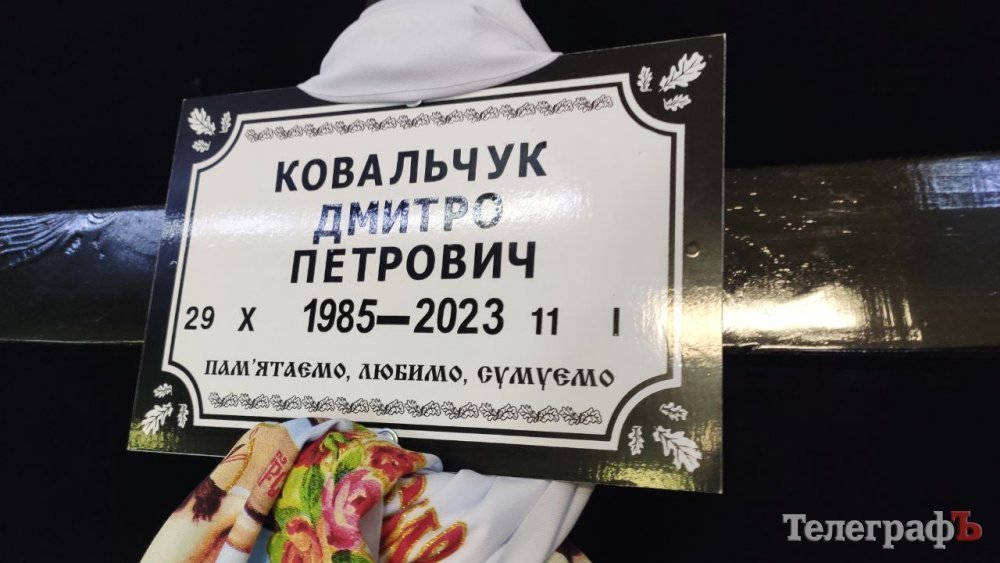 КОВАЛЬЧУК
ДМИТРО
ПЕТРОВИЧ
29 X 1985—2023 11 I
ПАМ'ЯТАЄМО, ЛЮБИМО, СУМУЄМО
ТелеграфЪ